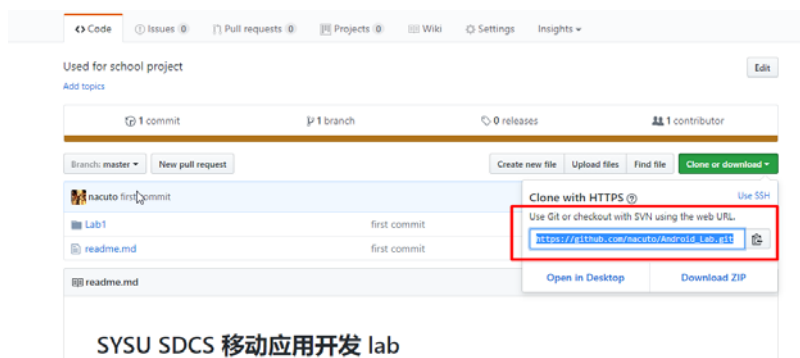 Code Issues 0 Pull requests 0 Projects 0 Wiki Settings Insights
Used for school project Edit
Add topics
1 commit 1 branch 0 releases 1 contributor
Branch: master New pull request Create new file Upload files Find file Clone or download
nacuto first commit
Clone with HTTPS Use SSH
Use Git or checkout with SVN using the web URL.
https://github.com/nacuto/Android_Lab.git
Open in Desktop Download ZIP
Lab1 first commit
readme.md first commit
readme.md
SYSU SDCS 移动应用开发 lab